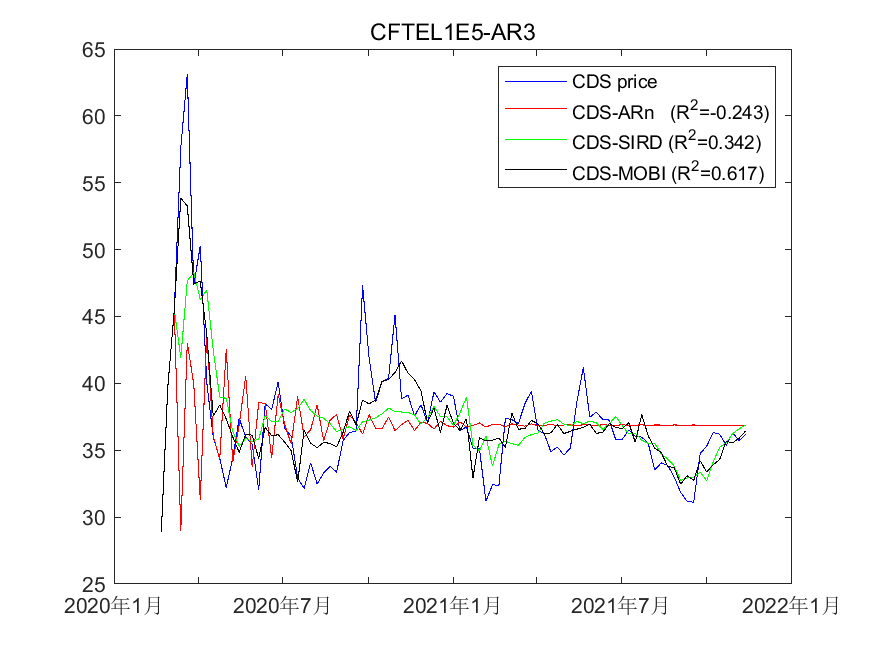 CFTEL1E5-AR3
65
60
55
50
45
40
35
30
25
CDS price
CDS-ARn (R²=-0.243)
CDS-SIRD (R²=0.342)
CDS-MOBI (R²=0.617)
2020年1月 2020年7月 2021年1月 2021年7月 2022年1月